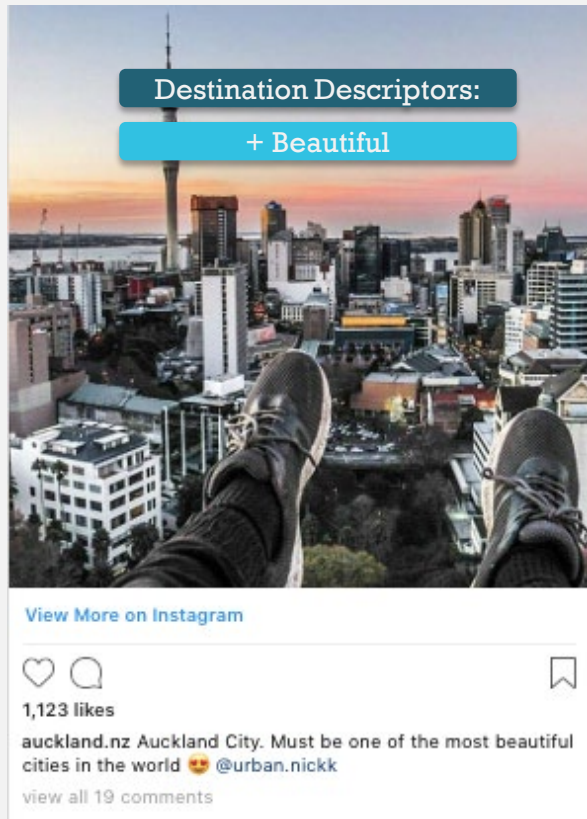 Destination Descriptors:
+ Beautiful
View More on Instagram
1,123 likes
auckland.nz Auckland City. Must be one of the most beautiful
cities in the world 😍 @urban.nickk
view all 19 comments